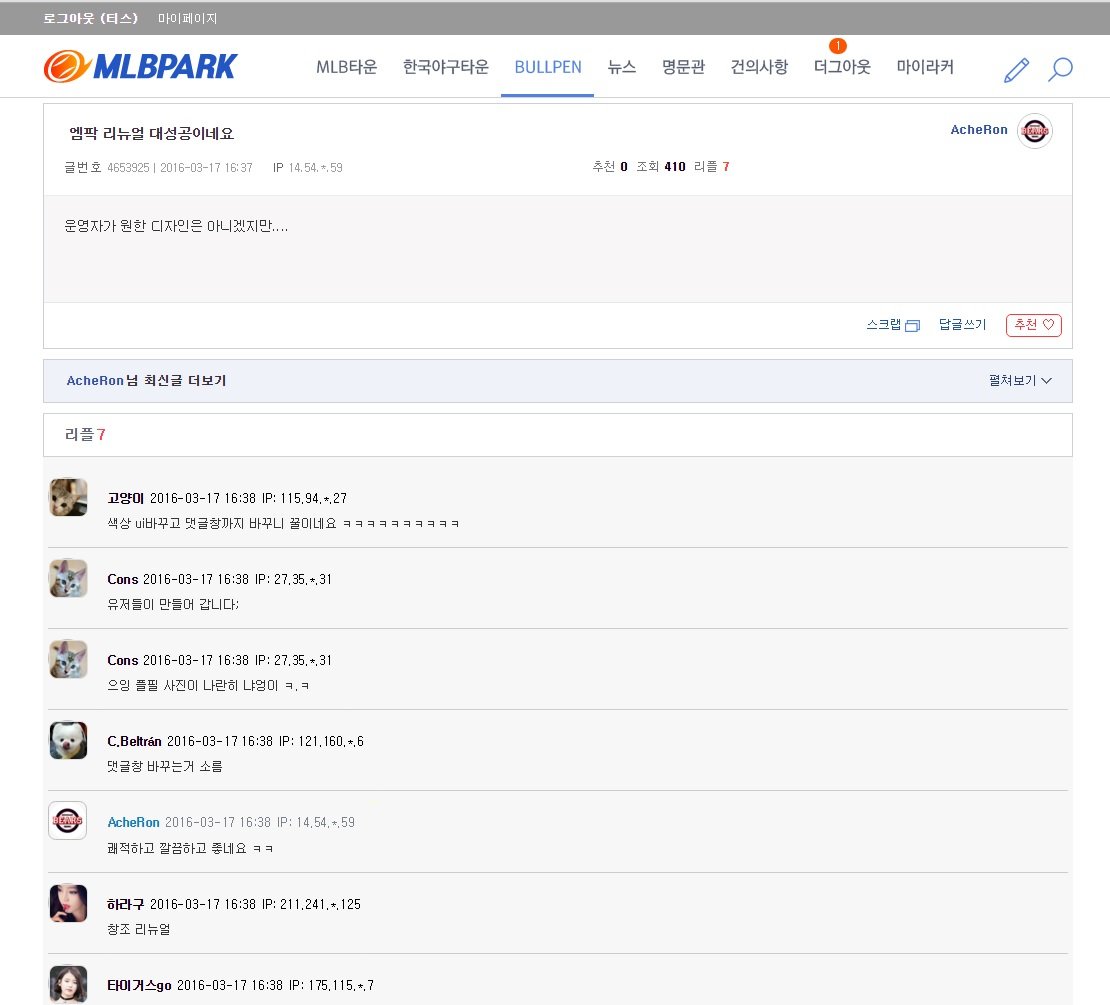 로그아웃 (티스) 마이페이지
MLBPARK MLB타운 한국야구타운 BULLPEN 뉴스 명문관 건의사항 더그아웃 1 마이라커
엠팍 리뉴얼 대성공이네요 AcheRon
글번호 4653925 | 2016-03-17 16:37 IP 14.54.*.59 추천 0 조회 410 리플 7
운영자가 원한 디자인은 아니겠지만....
스크랩 답글쓰기 추천 ♡
AcheRon님 최신글 더보기 펼쳐보기
리플 7
고양이 2016-03-17 16:38 IP: 115.94.*.27
색상 ui바꾸고 댓글창까지 바꾸니 꿀이네요 ㅋㅋㅋㅋㅋㅋㅋㅋㅋㅋ
Cons 2016-03-17 16:38 IP: 27.35.*.31
유저들이 만들어 갑니다;
Cons 2016-03-17 16:38 IP: 27.35.*.31
으잉 플필 사진이 나란히 냐엉이 ㅋ.ㅋ
C.Beltrán 2016-03-17 16:38 IP: 121.160.*.6
댓글창 바꾸는거 소름
BEARS
AcheRon 2016-03-17 16:38 IP: 14.54.*.59
쾌적하고 깔끔하고 좋네요 ㅋㅋ
하라구 2016-03-17 16:38 IP: 211.241.*.125
창조 리뉴얼
타이거스go 2016-03-17 16:38 IP: 175.115.*.7